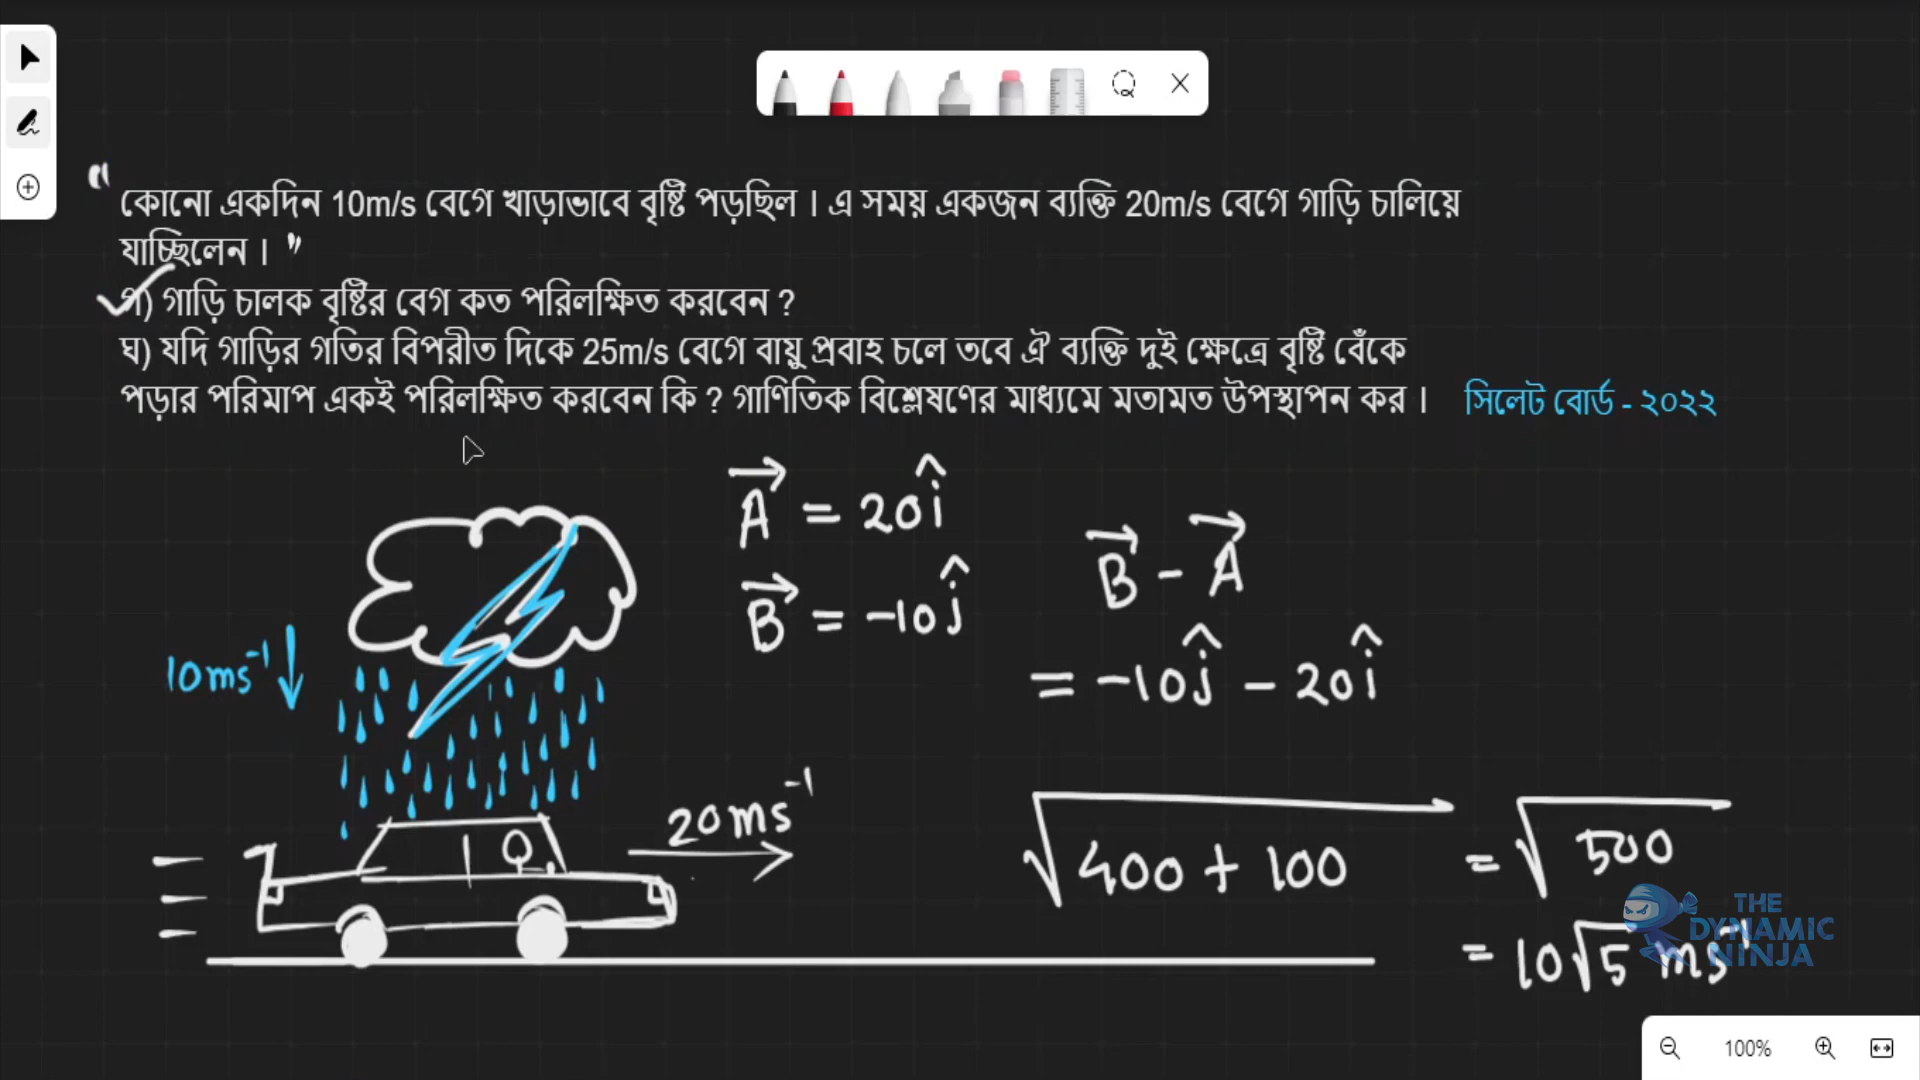 “
কোনো একদিন 10m/s বেগে খাড়াভাবে বৃষ্টি পড়ছিল। এ সময় একজন ব্যক্তি 20m/s বেগে গাড়ি চালিয়ে
যাচ্ছিলেন। ”
গ) গাড়ি চালক বৃষ্টির বেগ কত পরিলক্ষিত করবেন ?
ঘ) যদি গাড়ির গতির বিপরীত দিকে 25m/s বেগে বায়ু প্রবাহ চলে তবে ঐ ব্যক্তি দুই ক্ষেত্রে বৃষ্টি বেঁকে
পড়ার পরিমাপ একই পরিলক্ষিত করবেন কি ? গাণিতিক বিশ্লেষণের মাধ্যমে মতামত উপস্থাপন কর। সিলেট বোর্ড - ২০২২
A⃗ = 20î
B⃗ = -10ĵ
B⃗ - A⃗
= -10ĵ - 20î
10ms⁻¹ ↓
20ms⁻¹
√400 + 100 = √500
= 10√5 ms⁻¹
THE
DYNAMIC
NINJA
100%